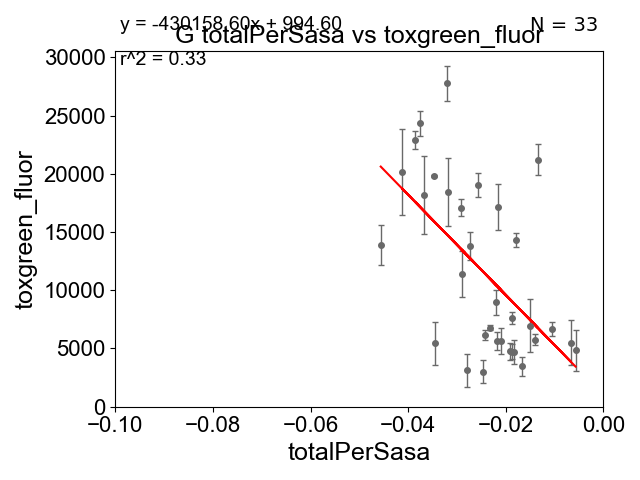 y = -430158.60x + 994.60
N = 33
G totalPerSasa vs toxgreen_fluor
r^2 = 0.33
30000
25000
20000
15000
10000
5000
0
toxgreen_fluor
−0.10 −0.08 −0.06 −0.04 −0.02 0.00
totalPerSasa